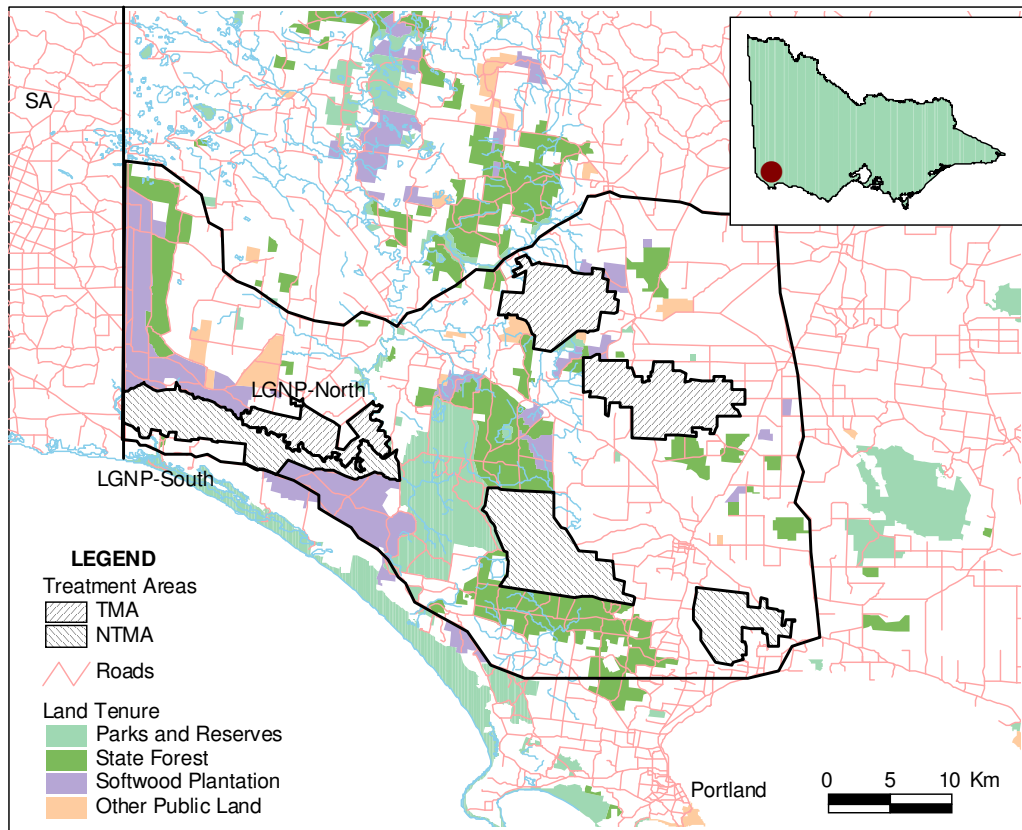 SA
LGNP-North
LGNP-South
LEGEND
Treatment Areas
TMA
NTMA
Roads
Land Tenure
Parks and Reserves
State Forest
Softwood Plantation
Other Public Land
Portland
0 5 10 Km